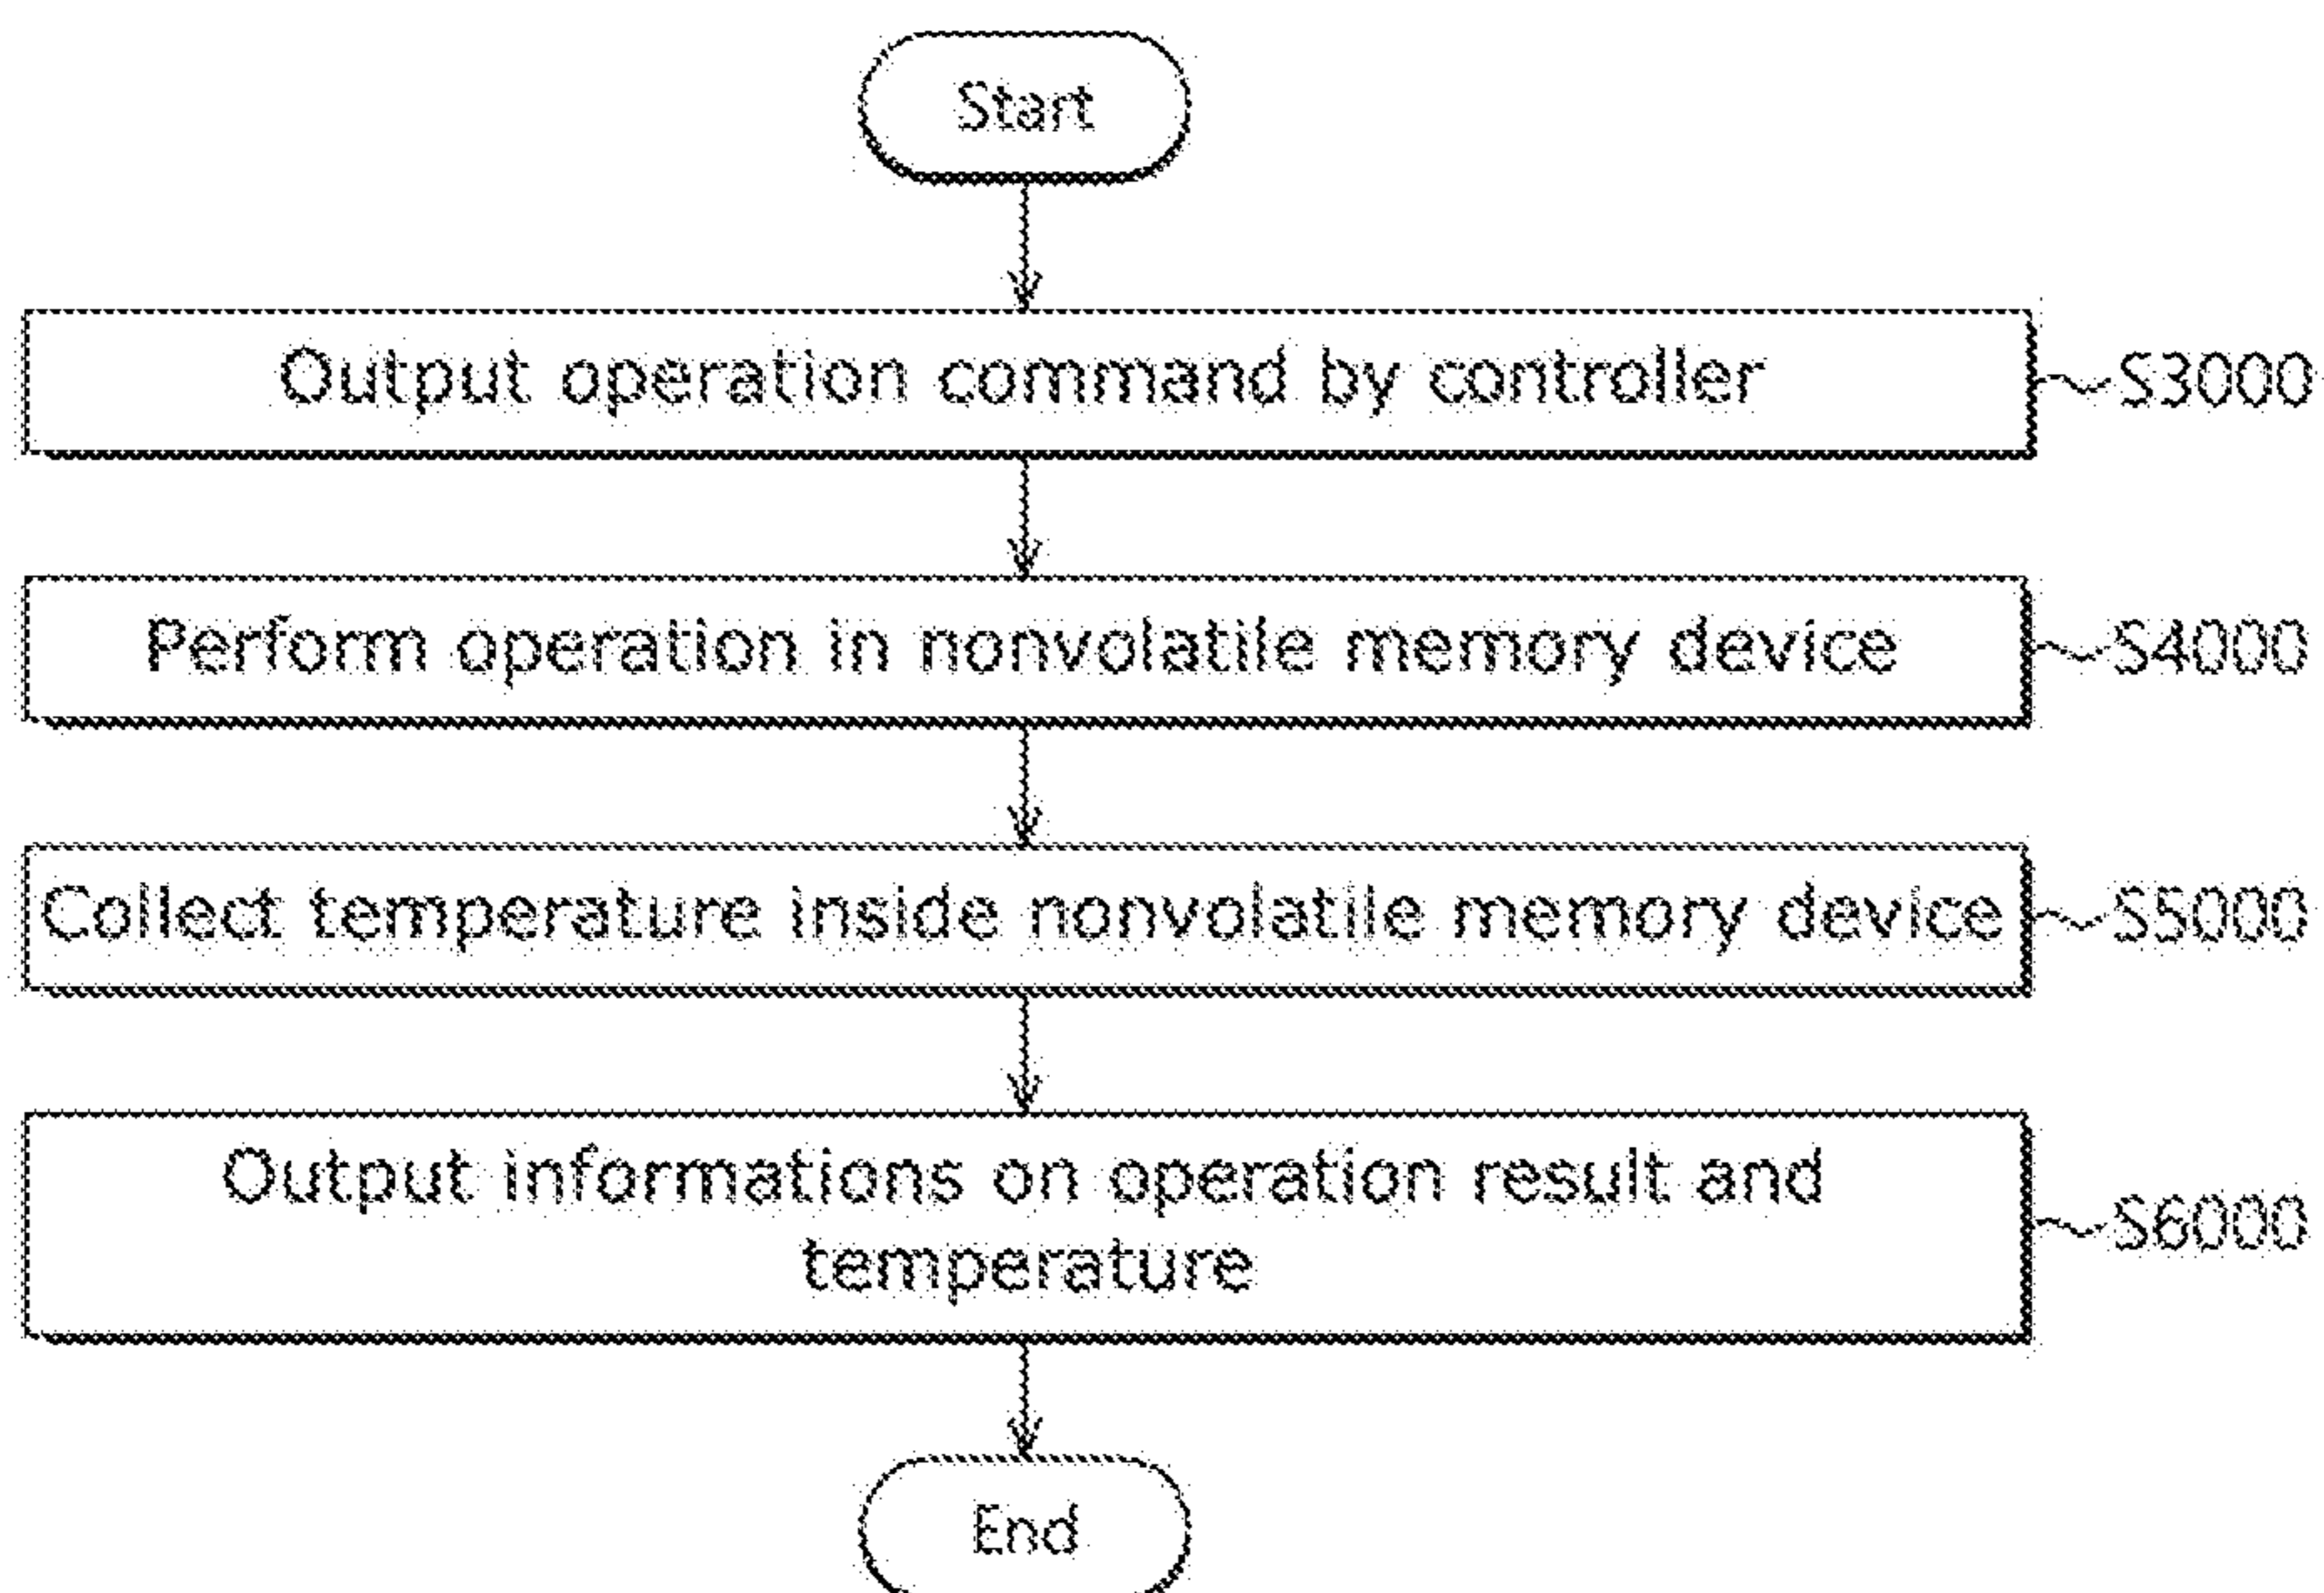 Start
Output operation command by controller
S3000
Perform operation in nonvolatile memory device
S4000
Collect temperature inside nonvolatile memory device
S5000
Output informations on operation result and
temperature
S6000
End